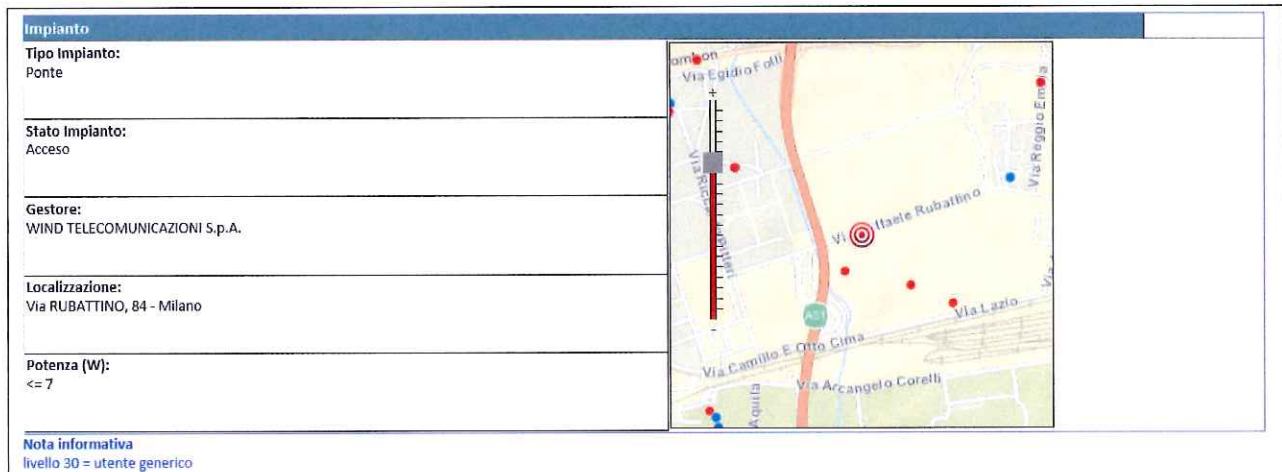 Impianto
Tipo Impianto:
Ponte
Stato Impianto:
Acceso
Gestore:
WIND TELECOMUNICAZIONI S.p.A.
Localizzazione:
Via RUBATTINO, 84 - Milano
Potenza (W):
<= 7
Via Egidio Folli
+
-
Via Reggio Emilia
ffaele Rubattino
A51
Via Lazio
Via Camillo E Otto Cima
Via Arcangelo Corelli
Aquila
Nota informativa
livello 30 = utente generico